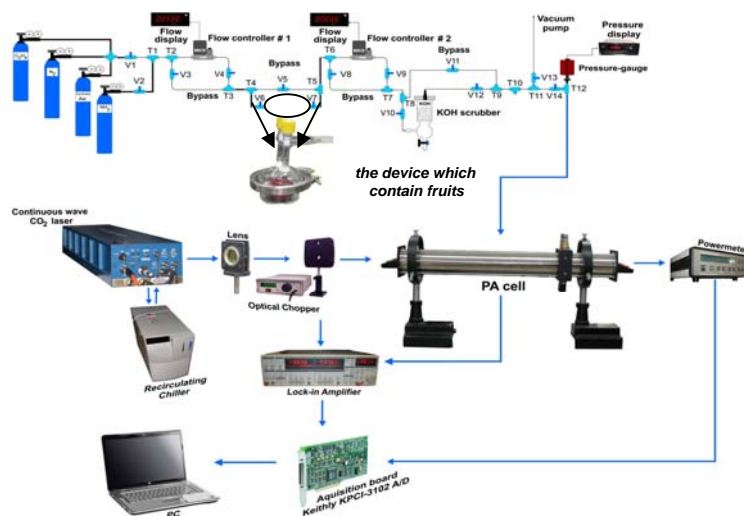 Flow
display
Flow controller # 1
Flow
display
Flow controller # 2
Vacuum
pump
Pressure display
Pressure-gauge
V1
T1
T2
V2
V3
V4
T3
Bypass
T4
V5
V6
Bypass
V7
T5
T6
V8
V9
Bypass
T7
Bypass
V11
T8
V10
KOH
KOH scrubber
V12
T9
T10
V13
T11
V14
T12
the device which
contain fruits
Continuous wave
CO2 laser
Lens
Optical Chopper
PA cell
Powermeter
Recirculating
Chiller
Lock-in Amplifier
PC
Aquisition board
Keithly KPCI-3102 A/D